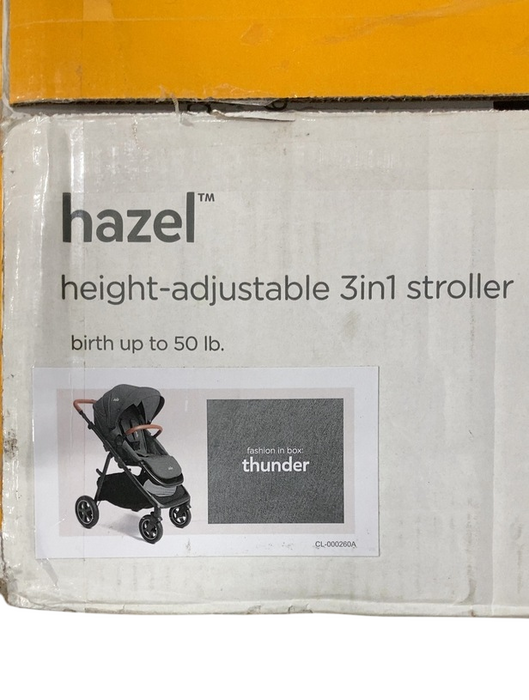 hazel™
height-adjustable 3in1 stroller
birth up to 50 lb.
fashion in box:
thunder
CL-000260A